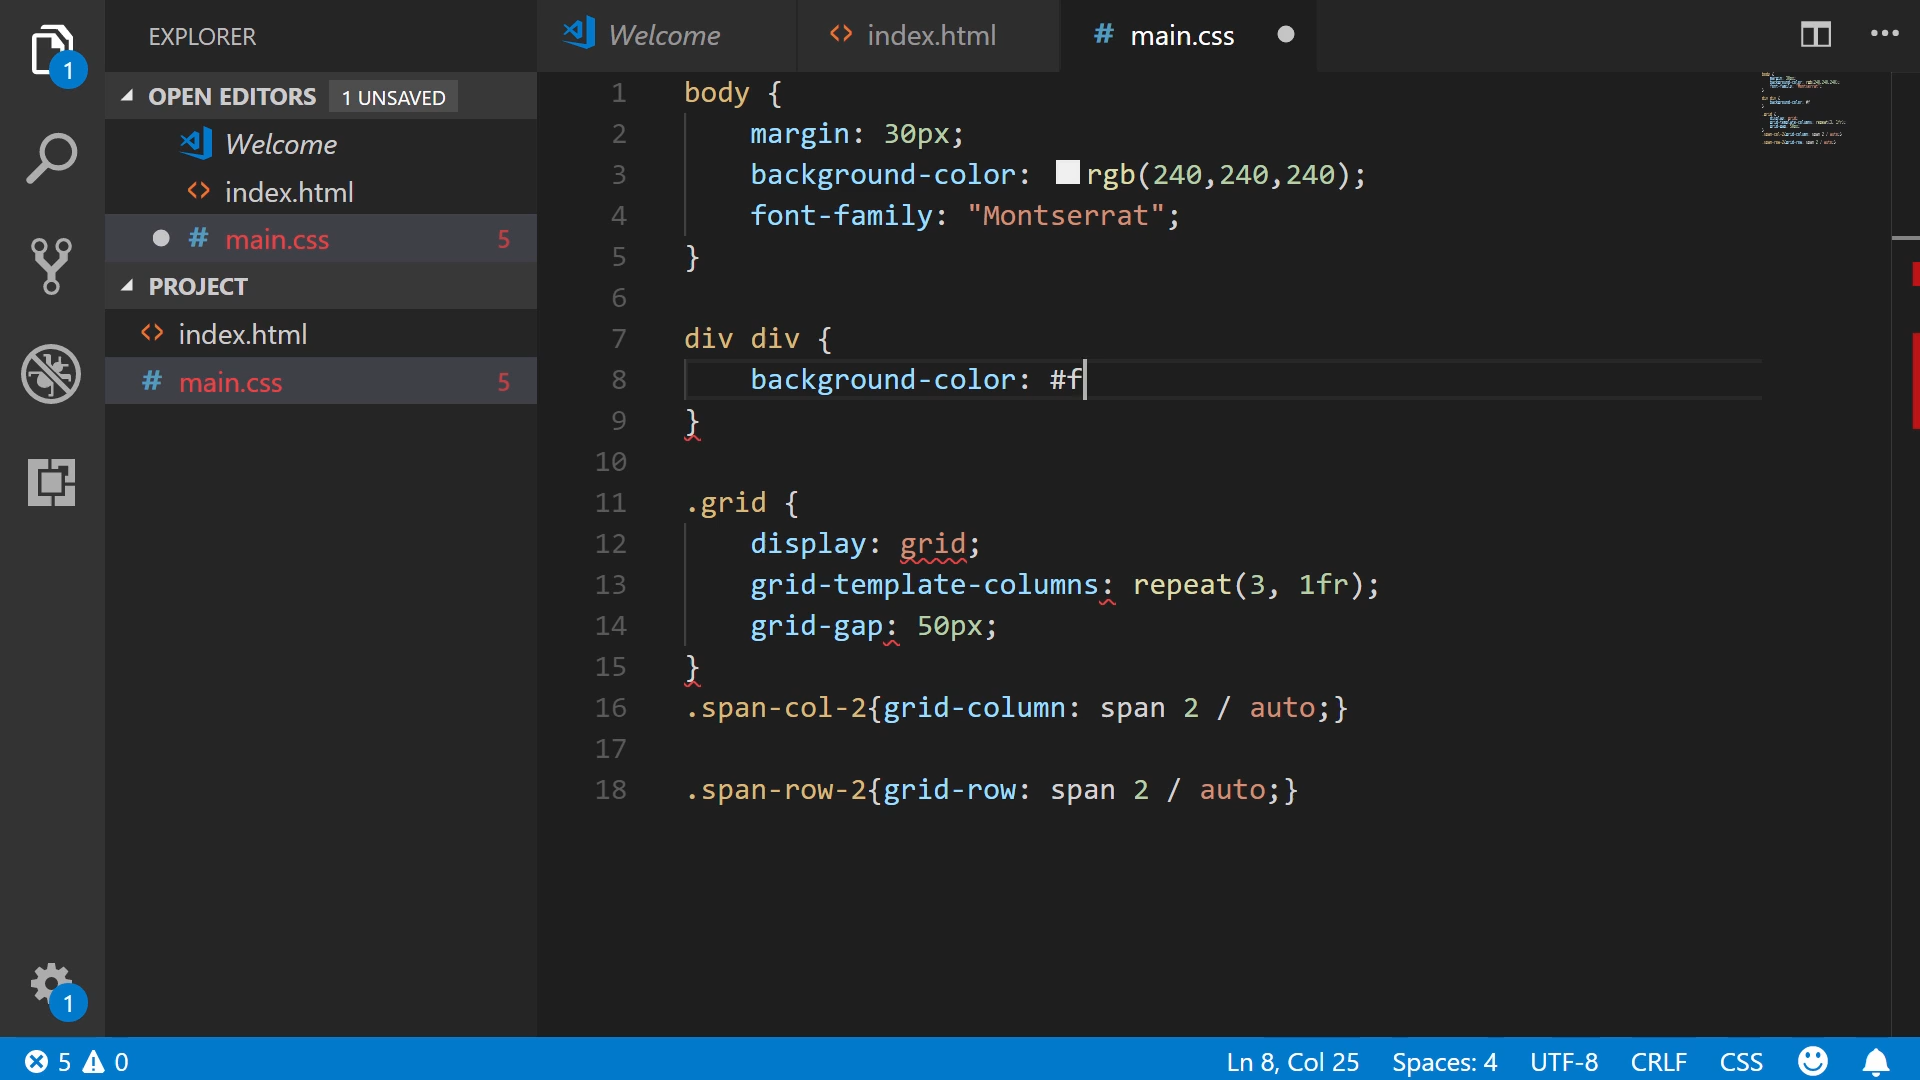 EXPLORER
Welcome
index.html
# main.css
OPEN EDITORS 1 UNSAVED
Welcome
index.html
# main.css 5
PROJECT
index.html
# main.css 5
1
1
1 body {
2 margin: 30px;
3 background-color: rgb(240,240,240);
4 font-family: "Montserrat";
5 }
6
7 div div {
8 background-color: #f
9 }
10
11 .grid {
12 display: grid;
13 grid-template-columns: repeat(3, 1fr);
14 grid-gap: 50px;
15 }
16 .span-col-2{grid-column: span 2 / auto;}
17
18 .span-row-2{grid-row: span 2 / auto;}
5 0
Ln 8, Col 25 Spaces: 4 UTF-8 CRLF CSS